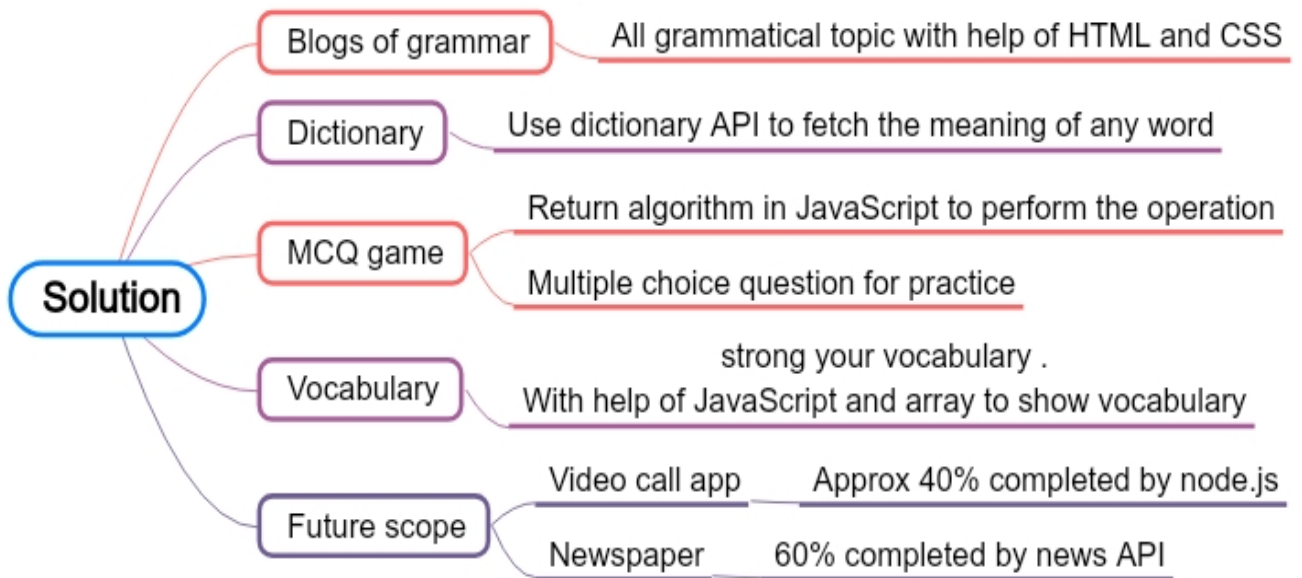 Blogs of grammar
All grammatical topic with help of HTML and CSS
Dictionary
Use dictionary API to fetch the meaning of any word
MCQ game
Return algorithm in JavaScript to perform the operation
Multiple choice question for practice
Solution
Vocabulary
strong your vocabulary .
With help of JavaScript and array to show vocabulary
Future scope
Video call app
Approx 40% completed by node.js
Newspaper
60% completed by news API